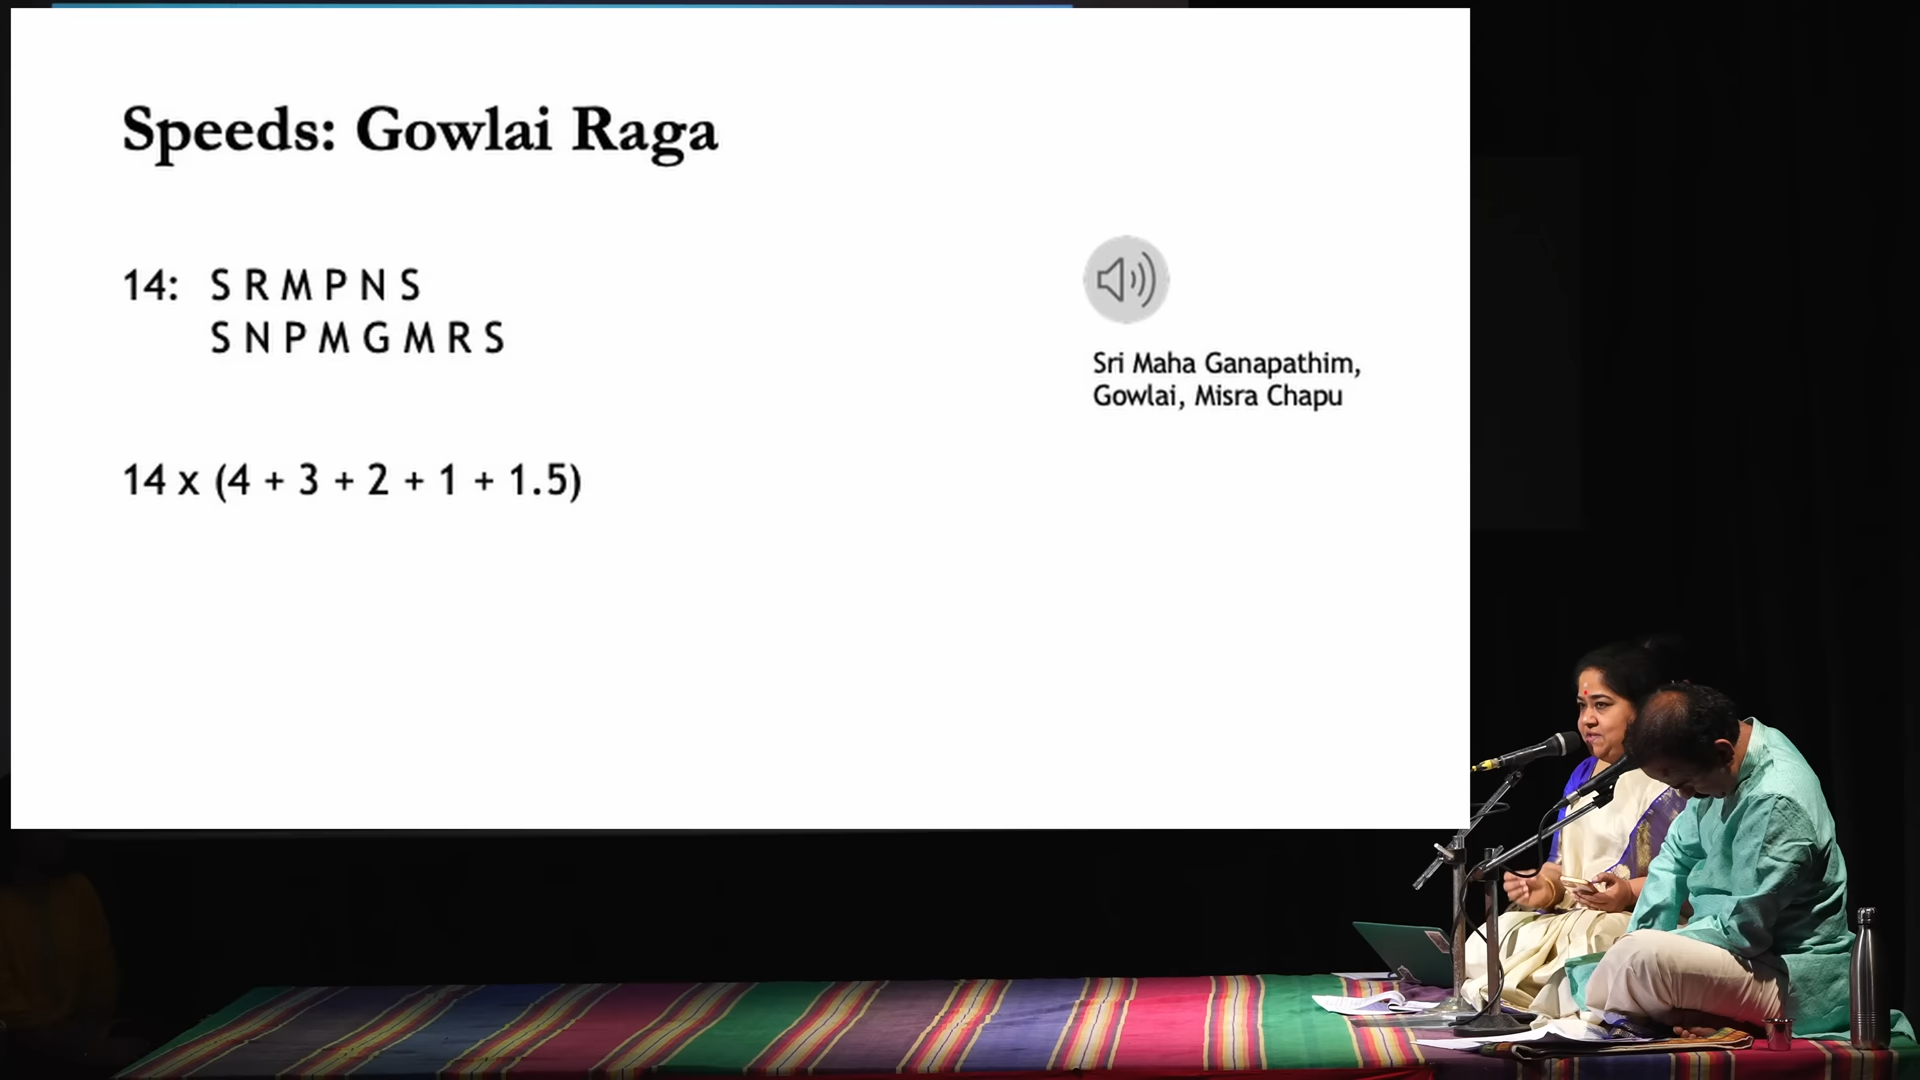 Speeds: Gowlai Raga
14: S R M P N S
S N P M G M R S
Sri Maha Ganapathim,
Gowlai, Misra Chapu
14 x (4 + 3 + 2 + 1 + 1.5)